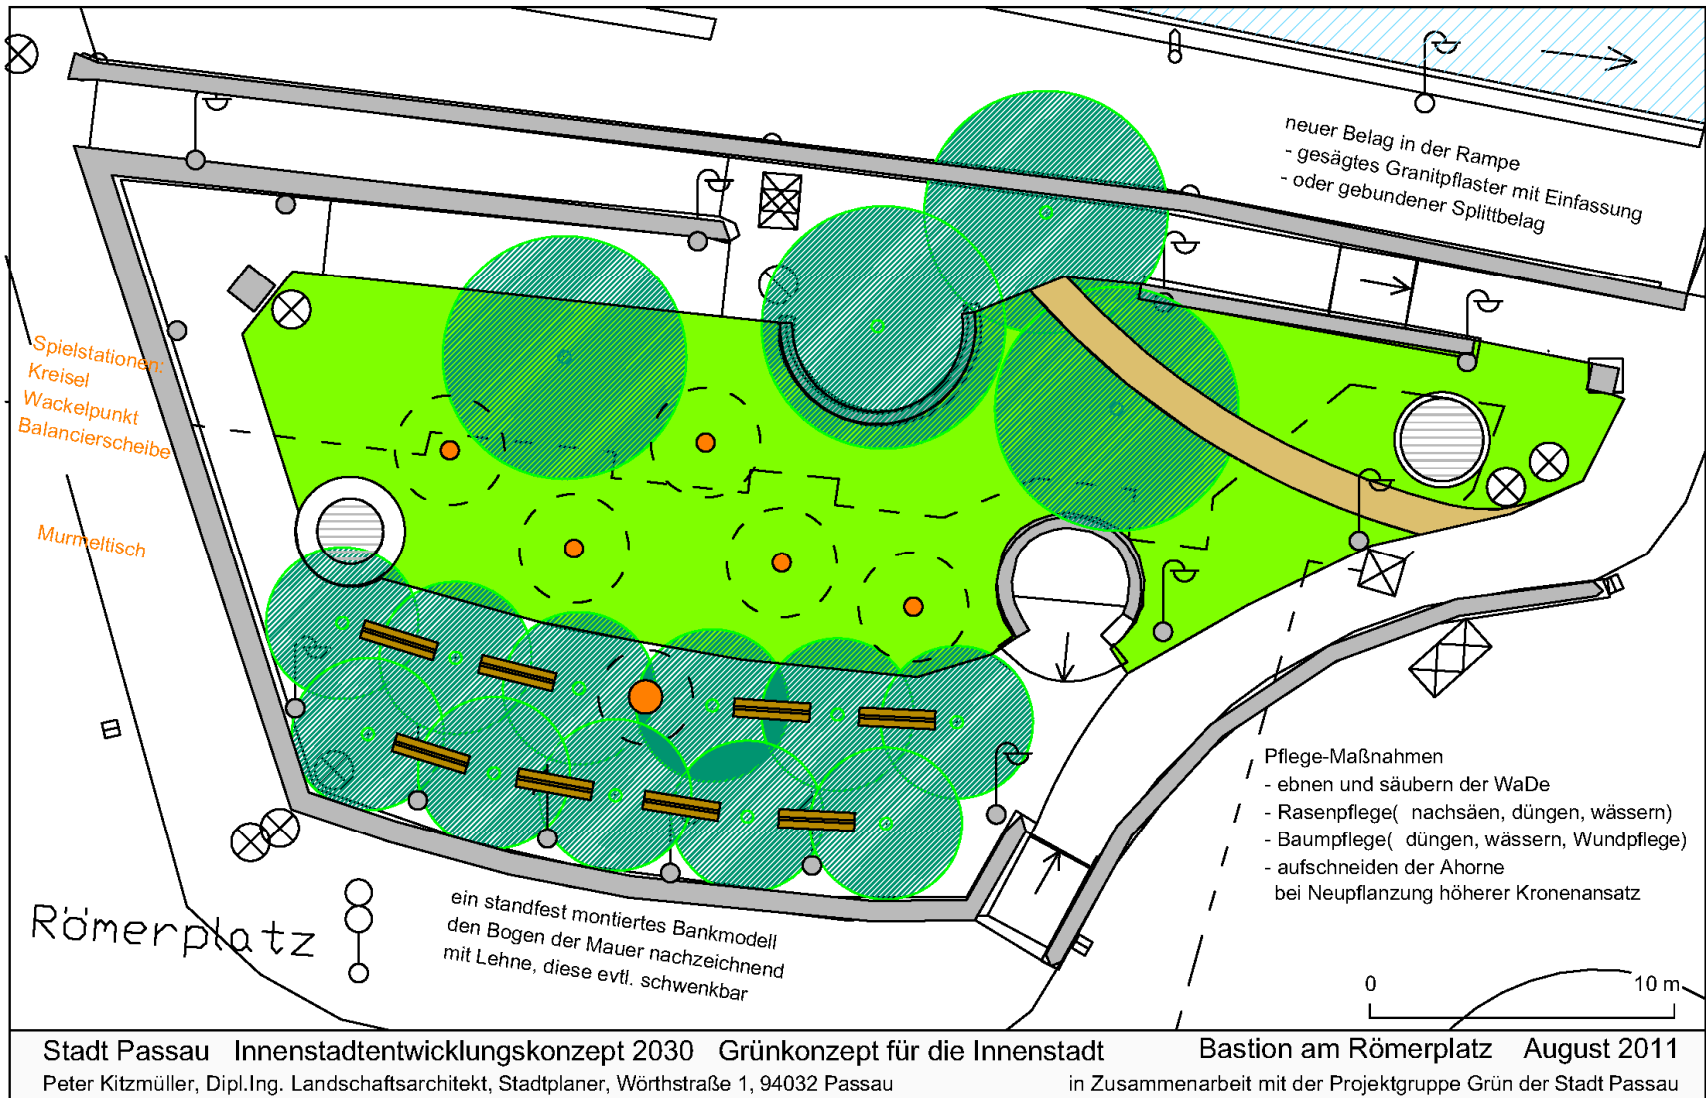 neuer Belag in der Rampe
- gesägtes Granitpflaster mit Einfassung
- oder gebundener Splittbelag
Spielstationen:
Kreisel
Wackelpunkt
Balancierscheibe
Murmeltisch
Pflege-Maßnahmen
- ebnen und säubern der WaDe
- Rasenpflege( nachsäen, düngen, wässern)
- Baumpflege( düngen, wässern, Wundpflege)
- aufschneiden der Ahorne
bei Neupflanzung höherer Kronenansatz
Römerplatz
ein standfest montiertes Bankmodell
den Bogen der Mauer nachzeichnend
mit Lehne, diese evtl. schwenkbar
0 10 m
Stadt Passau Innenstadtentwicklungskonzept 2030 Grünkonzept für die Innenstadt Bastion am Römerplatz August 2011
Peter Kitzmüller, Dipl.Ing. Landschaftsarchitekt, Stadtplaner, Wörthstraße 1, 94032 Passau in Zusammenarbeit mit der Projektgruppe Grün der Stadt Passau